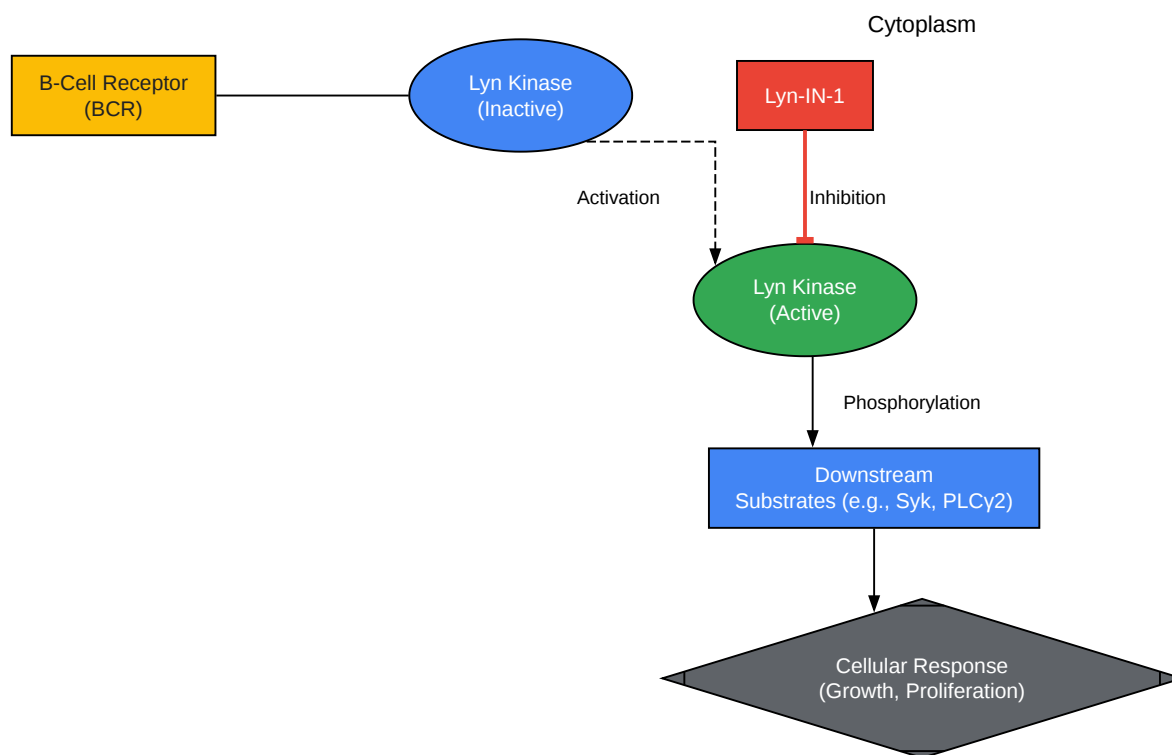 Cytoplasm
B-Cell Receptor
(BCR)
Lyn Kinase
(Inactive)
Lyn-IN-1
Activation
Inhibition
Lyn Kinase
(Active)
Phosphorylation
Downstream
Substrates (e.g., Syk, PLCγ2)
Cellular Response
(Growth, Proliferation)